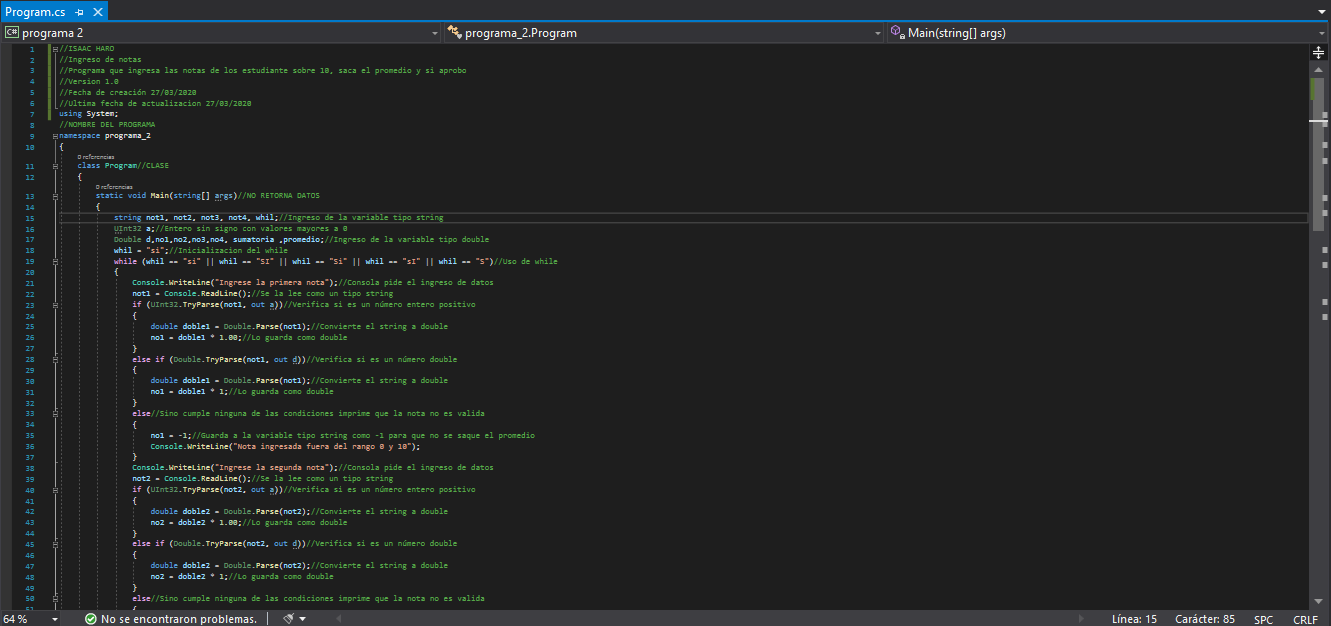 Program.cs
programa 2 programa_2.Program Main(string[] args)
1 //ISAAC HARO
2 //Ingreso de notas
3 //Programa que ingresa las notas de los estudiante sobre 10, saca el promedio y si aprobo
4 //Version 1.0
5 //Fecha de creación 27/03/2020
6 //Ultima fecha de actualizacion 27/03/2020
7 using System;
8 //NOMBRE DEL PROGRAMA
9 namespace programa_2
10 {
0 referencias
11 class Program//CLASE
12 {
0 referencias
13 static void Main(string[] args)//NO RETORNA DATOS
14 {
15 string not1, not2, not3, not4, whil;//Ingreso de la variable tipo string
16 UInt32 a;//Entero sin signo con valores mayores a 0
17 Double d,no1,no2,no3,no4, sumatoria ,promedio;//Ingreso de la variable tipo double
18 whil = "si";//Inicializacion del while
19 while (whil == "si" || whil == "SI" || whil == "Si" || whil == "sI" || whil == "S")//Uso de while
20 {
21 Console.WriteLine("Ingrese la primera nota");//Consola pide el ingreso de datos
22 not1 = Console.ReadLine();//Se la lee como un tipo string
23 if (UInt32.TryParse(not1, out a))//Verifica si es un número entero positivo
24 {
25 double doble1 = Double.Parse(not1);//Convierte el string a double
26 no1 = doble1 * 1.00;//Lo guarda como double
27 }
28 else if (Double.TryParse(not1, out d))//Verifica si es un número double
29 {
30 double doble1 = Double.Parse(not1);//Convierte el string a double
31 no1 = doble1 * 1;//Lo guarda como double
32 }
33 else//Sino cumple ninguna de las condiciones imprime que la nota no es valida
34 {
35 no1 = -1;//Guarda a la variable tipo string como -1 para que no se saque el promedio
36 Console.WriteLine("Nota ingresada fuera del rango 0 y 10");
37 }
38 Console.WriteLine("Ingrese la segunda nota");//Consola pide el ingreso de datos
39 not2 = Console.ReadLine();//Se la lee como un tipo string
40 if (UInt32.TryParse(not2, out a))//Verifica si es un número entero positivo
41 {
42 double doble2 = Double.Parse(not2);//Convierte el string a double
43 no2 = doble2 * 1.00;//Lo guarda como double
44 }
45 else if (Double.TryParse(not2, out d))//Verifica si es un número double
46 {
47 double doble2 = Double.Parse(not2);//Convierte el string a double
48 no2 = doble2 * 1;//Lo guarda como double
49 }
50 else//Sino cumple ninguna de las condiciones imprime que la nota no es valida
51 {
64 % No se encontraron problemas. Línea: 15 Carácter: 85 SPC CRLF